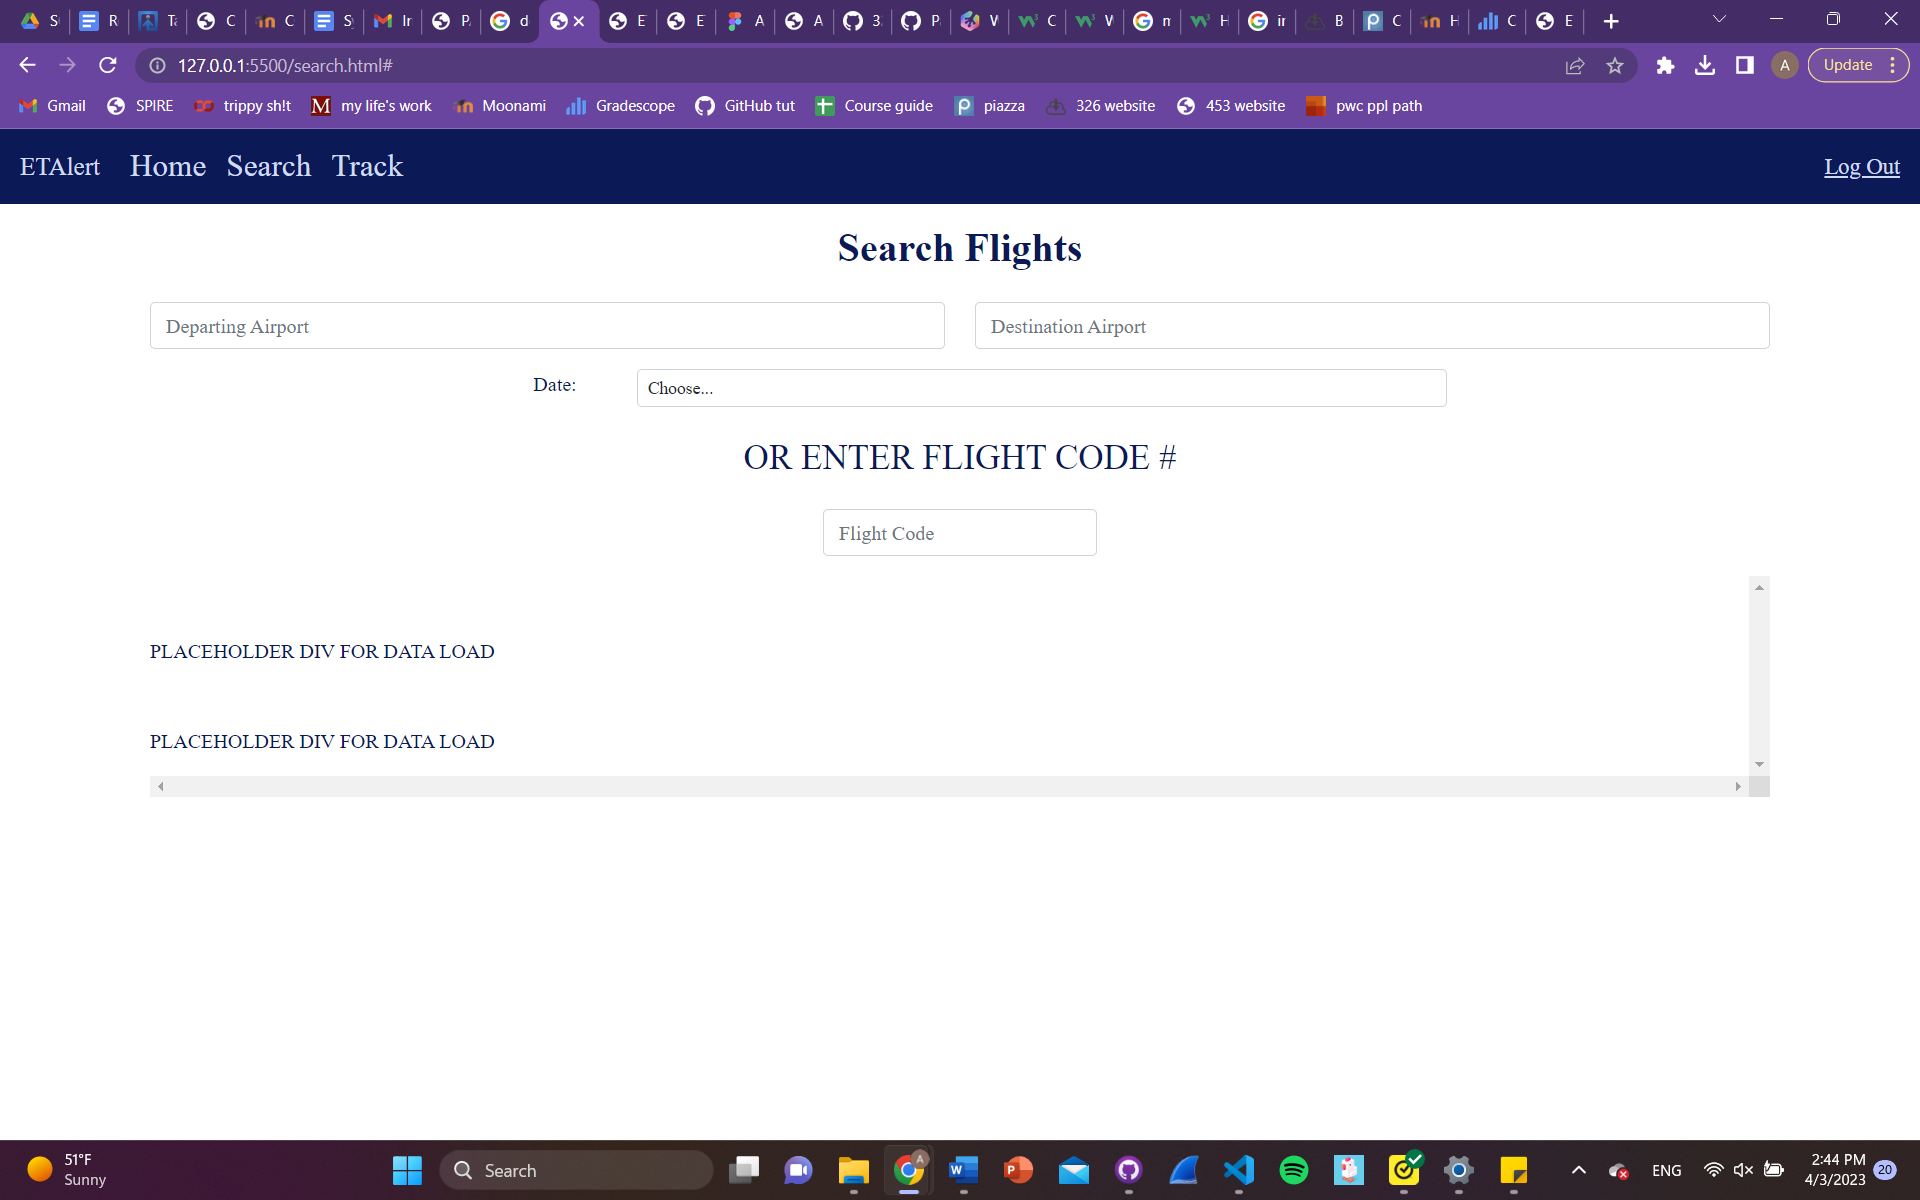 S R Ta C C Sy In P. d E E A A 3. P. W C W n H ir B C H C E
127.0.0.1:5500/search.html#
A Update
Gmail SPIRE trippy sh!t my life's work Moonami Gradescope GitHub tut Course guide piazza 326 website 453 website pwc ppl path
ETAlert Home Search Track Log Out
Search Flights
Departing Airport Destination Airport
Date: Choose...
OR ENTER FLIGHT CODE #
Flight Code
PLACEHOLDER DIV FOR DATA LOAD
PLACEHOLDER DIV FOR DATA LOAD
51°F
Sunny
Search
ENG
2:44 PM
4/3/2023
20